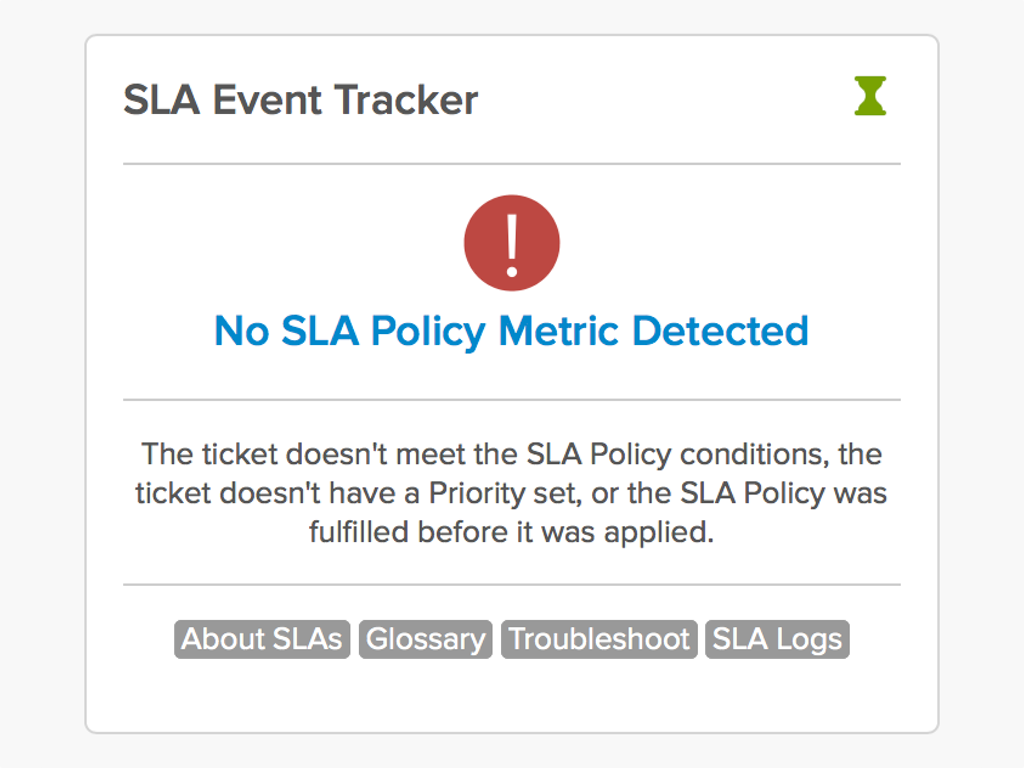 SLA Event Tracker
No SLA Policy Metric Detected
The ticket doesn't meet the SLA Policy conditions, the
ticket doesn't have a Priority set, or the SLA Policy was
fulfilled before it was applied.
About SLAs Glossary Troubleshoot SLA Logs